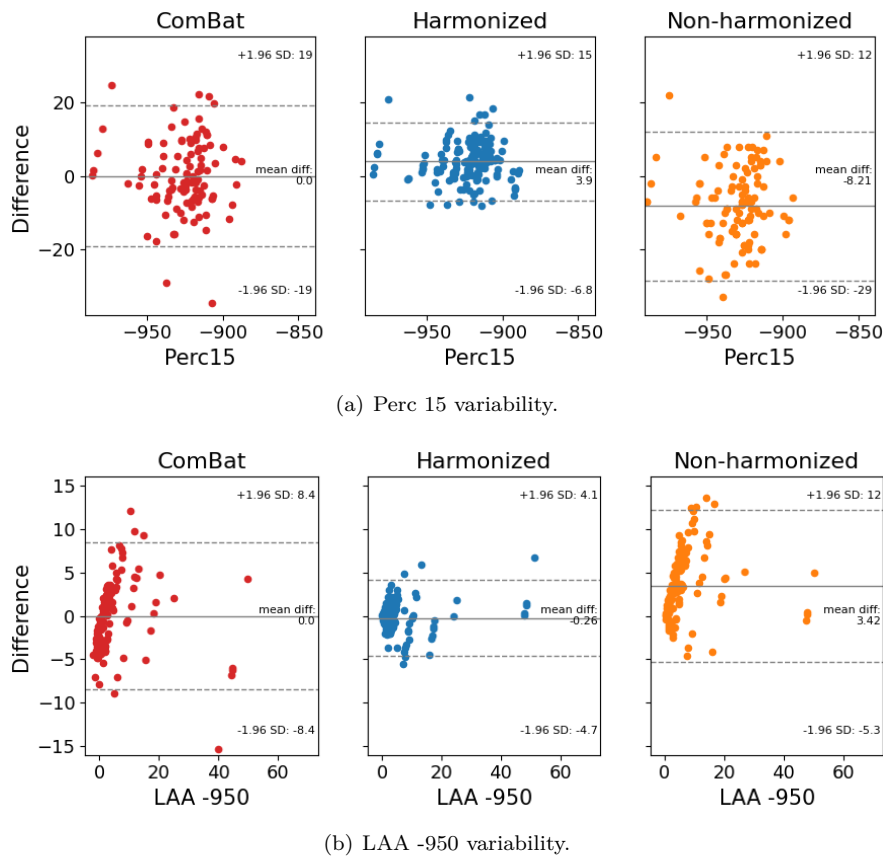 ComBat
Harmonized
Non-harmonized
+1.96 SD: 19
+1.96 SD: 15
+1.96 SD: 12
20
0
−20
Difference
mean diff:
0.0
mean diff:
3.9
mean diff:
-8.21
-1.96 SD: -19
-1.96 SD: -6.8
-1.96 SD: -29
−950 −900 −850
−950 −900 −850
−950 −900 −850
Perc15
Perc15
Perc15
(a) Perc 15 variability.
ComBat
Harmonized
Non-harmonized
15
10
5
0
−5
−10
−15
Difference
+1.96 SD: 8.4
+1.96 SD: 4.1
+1.96 SD: 12
mean diff:
0.0
mean diff:
-0.26
mean diff:
3.42
-1.96 SD: -8.4
-1.96 SD: -4.7
-1.96 SD: -5.3
0 20 40 60
0 20 40 60
0 20 40 60
LAA -950
LAA -950
LAA -950
(b) LAA -950 variability.